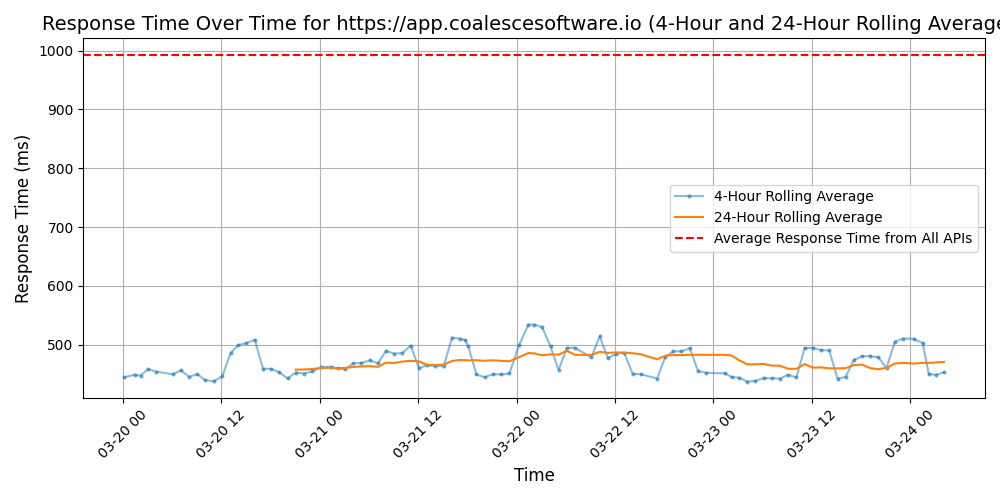 Response Time Over Time for https://app.coalescesoftware.io (4-Hour and 24-Hour Rolling Average
Response Time (ms)
1000
900
800
700
600
500
4-Hour Rolling Average
24-Hour Rolling Average
Average Response Time from All APIs
03-20 00
03-20 12
03-21 00
03-21 12
03-22 00
03-22 12
03-23 00
03-23 12
03-24 00
Time